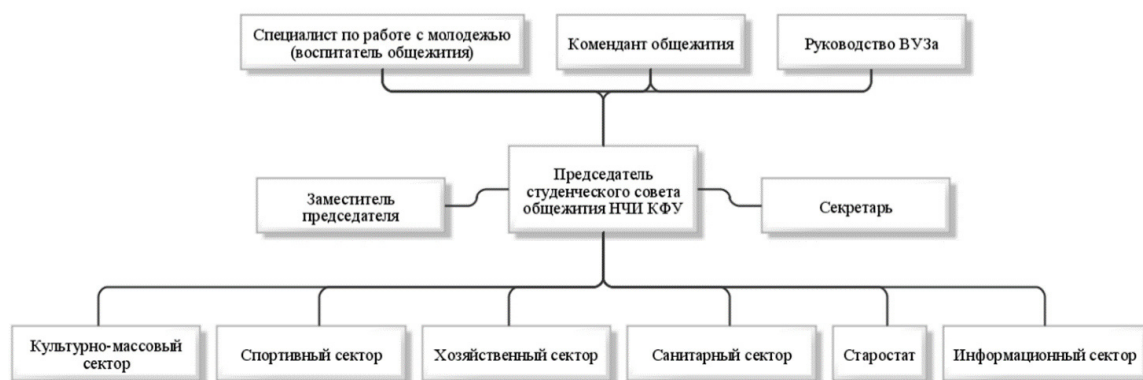 Специалист по работе с молодежью
(воспитатель общежития)
Комендант общежития
Руководство ВУЗа
Заместитель
председателя
Председатель
студенческого совета
общежития НЧИ КФУ
Секретарь
Культурно-массовый
сектор
Спортивный сектор
Хозяйственный сектор
Санитарный сектор
Старостат
Информационный сектор